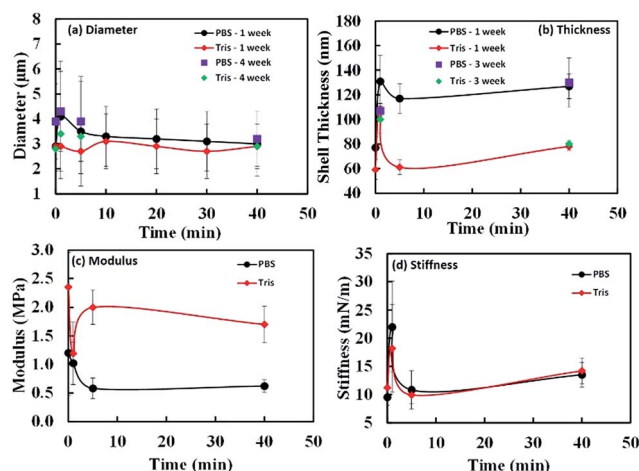 (a) Diameter
PBS - 1 week
Tris - 1 week
PBS - 4 week
Tris - 4 week
Diameter (μm)
9
8
7
6
5
4
3
2
1
0
10
20
30
40
50
Time (min)
(b) Thickness
PBS - 1 week
Tris - 1 week
PBS - 3 week
Tris - 3 week
Shell Thickness (nm)
180
160
140
120
100
80
60
40
0
10
20
30
40
50
Time (min)
(c) Modulus
PBS
Tris
Modulus (MPa)
2.5
2.0
1.5
1.0
0.5
0.0
0
10
20
30
40
50
Time (min)
(d) Stiffness
PBS
Tris
Stiffness (mN/m)
35
30
25
20
15
10
5
0
10
20
30
40
50
Time (min)